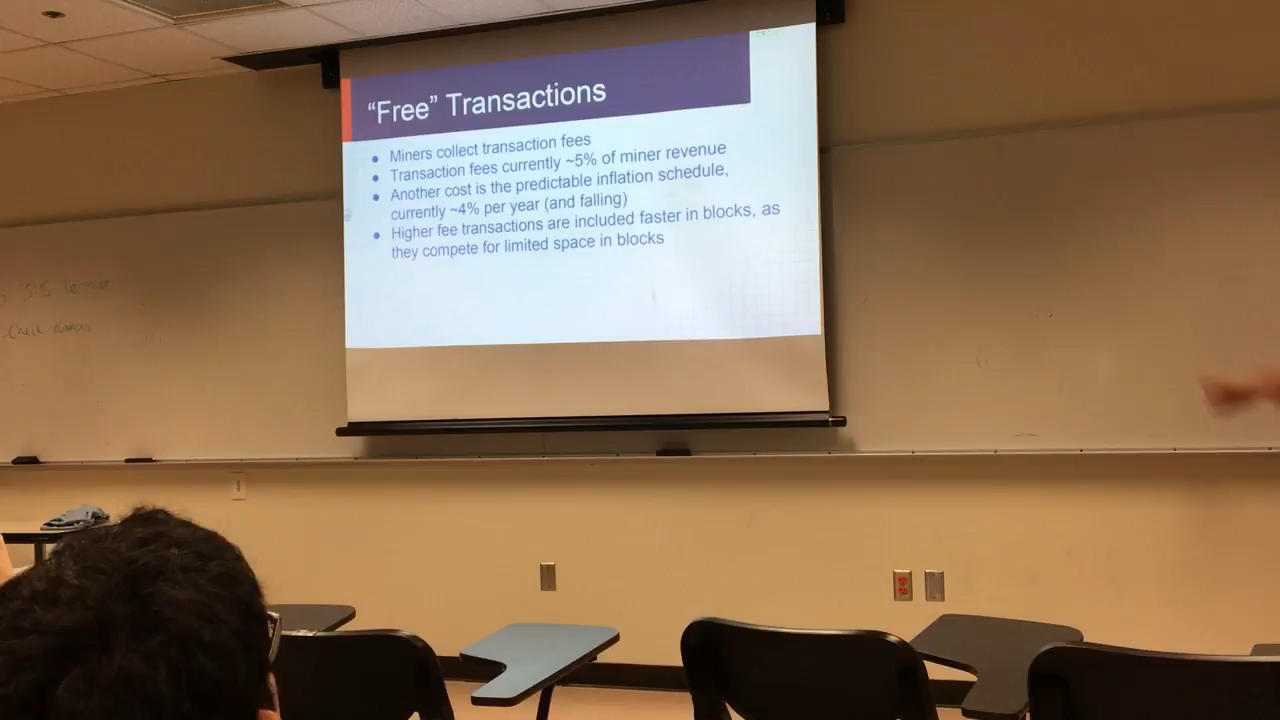 “Free” Transactions
● Miners collect transaction fees
● Transaction fees currently ~5% of miner revenue
● Another cost is the predictable inflation schedule,
currently ~4% per year (and falling)
● Higher fee transactions are included faster in blocks, as
they compete for limited space in blocks